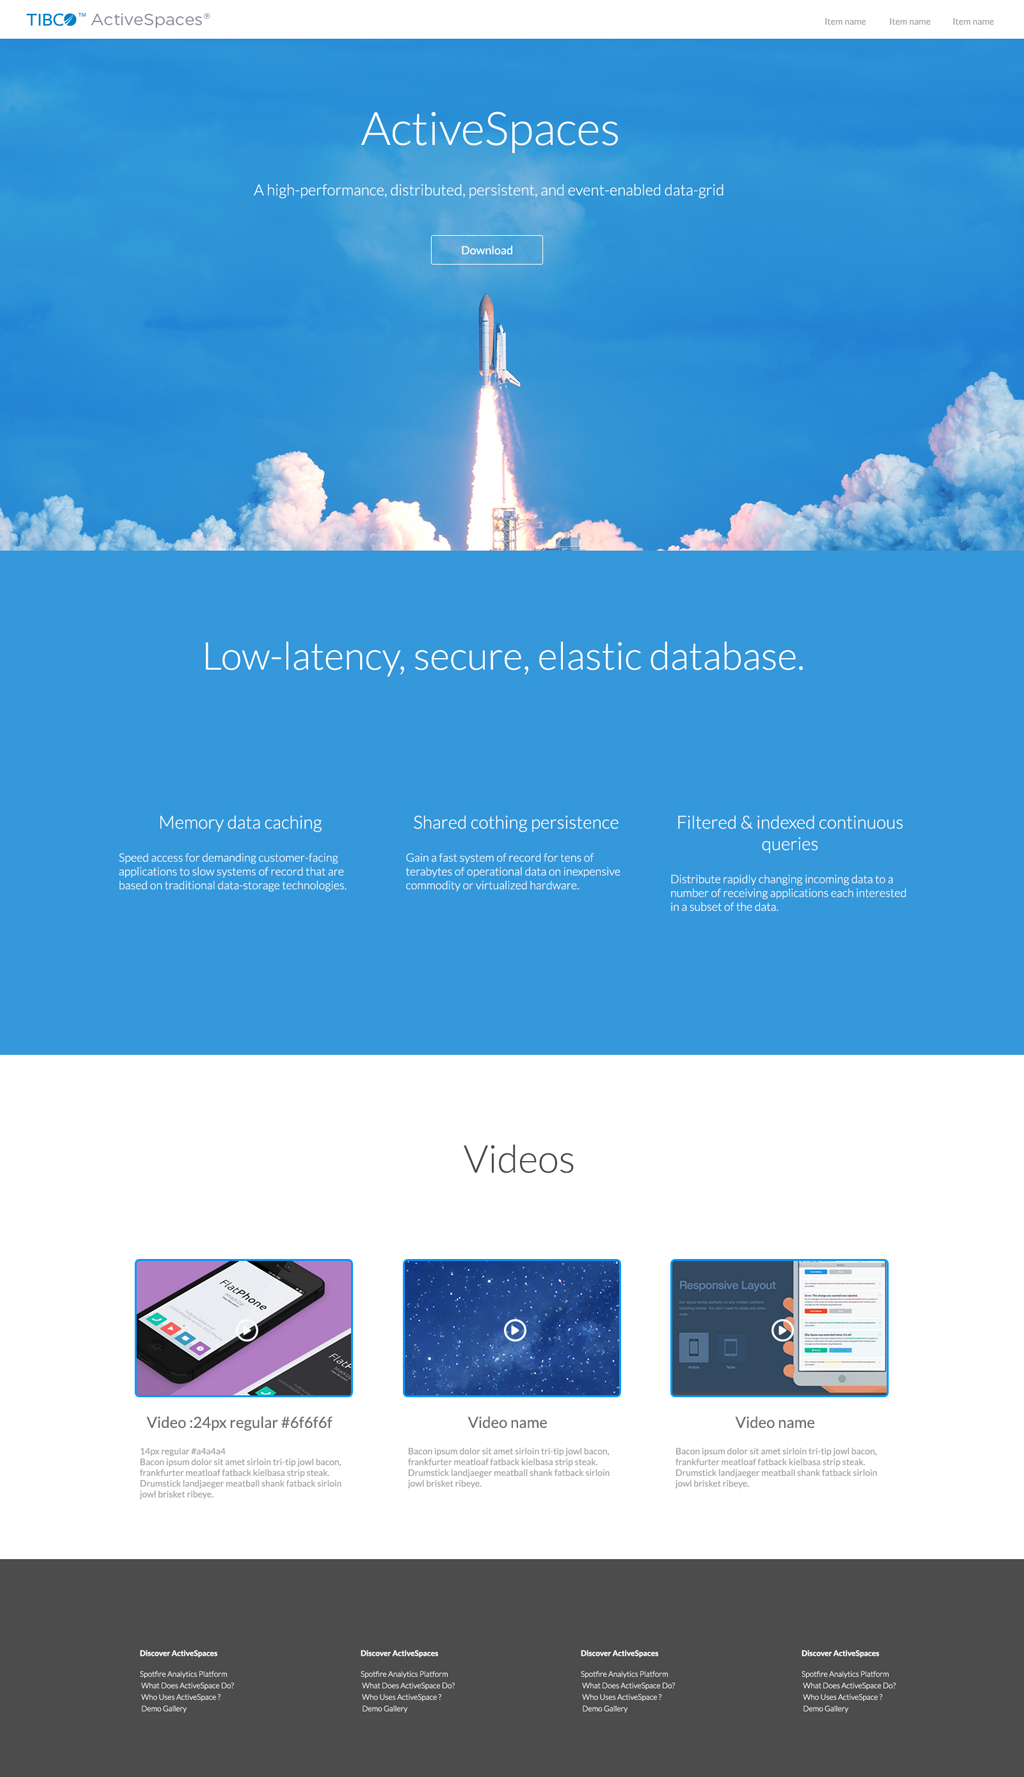 TIBCO™ ActiveSpaces®
Item name
Item name
Item name
ActiveSpaces
A high-performance, distributed, persistent, and event-enabled data-grid
Download
Low-latency, secure, elastic database.
Memory data caching
Speed access for demanding customer-facing
applications to slow systems of record that are
based on traditional data-storage technologies.
Shared cothing persistence
Gain a fast system of record for tens of
terabytes of operational data on inexpensive
commodity or virtualized hardware.
Filtered & indexed continuous
queries
Distribute rapidly changing incoming data to a
number of receiving applications each interested
in a subset of the data.
Videos
FlatPhone
Video :24px regular #6f6f6f
14px regular #a4a4a4
Bacon ipsum dolor sit amet sirloin tri-tip jowl bacon,
frankfurter meatloaf fatback kielbasa strip steak.
Drumstick landjaeger meatball shank fatback sirloin
jowl brisket ribeye.
Video name
Bacon ipsum dolor sit amet sirloin tri-tip jowl bacon,
frankfurter meatloaf fatback kielbasa strip steak.
Drumstick landjaeger meatball shank fatback sirloin
jowl brisket ribeye.
Responsive Layout
Video name
Bacon ipsum dolor sit amet sirloin tri-tip jowl bacon,
frankfurter meatloaf fatback kielbasa strip steak.
Drumstick landjaeger meatball shank fatback sirloin
jowl brisket ribeye.
Discover ActiveSpaces
Spotfire Analytics Platform
What Does ActiveSpace Do?
Who Uses ActiveSpace ?
Demo Gallery
Discover ActiveSpaces
Spotfire Analytics Platform
What Does ActiveSpace Do?
Who Uses ActiveSpace ?
Demo Gallery
Discover ActiveSpaces
Spotfire Analytics Platform
What Does ActiveSpace Do?
Who Uses ActiveSpace ?
Demo Gallery
Discover ActiveSpaces
Spotfire Analytics Platform
What Does ActiveSpace Do?
Who Uses ActiveSpace ?
Demo Gallery